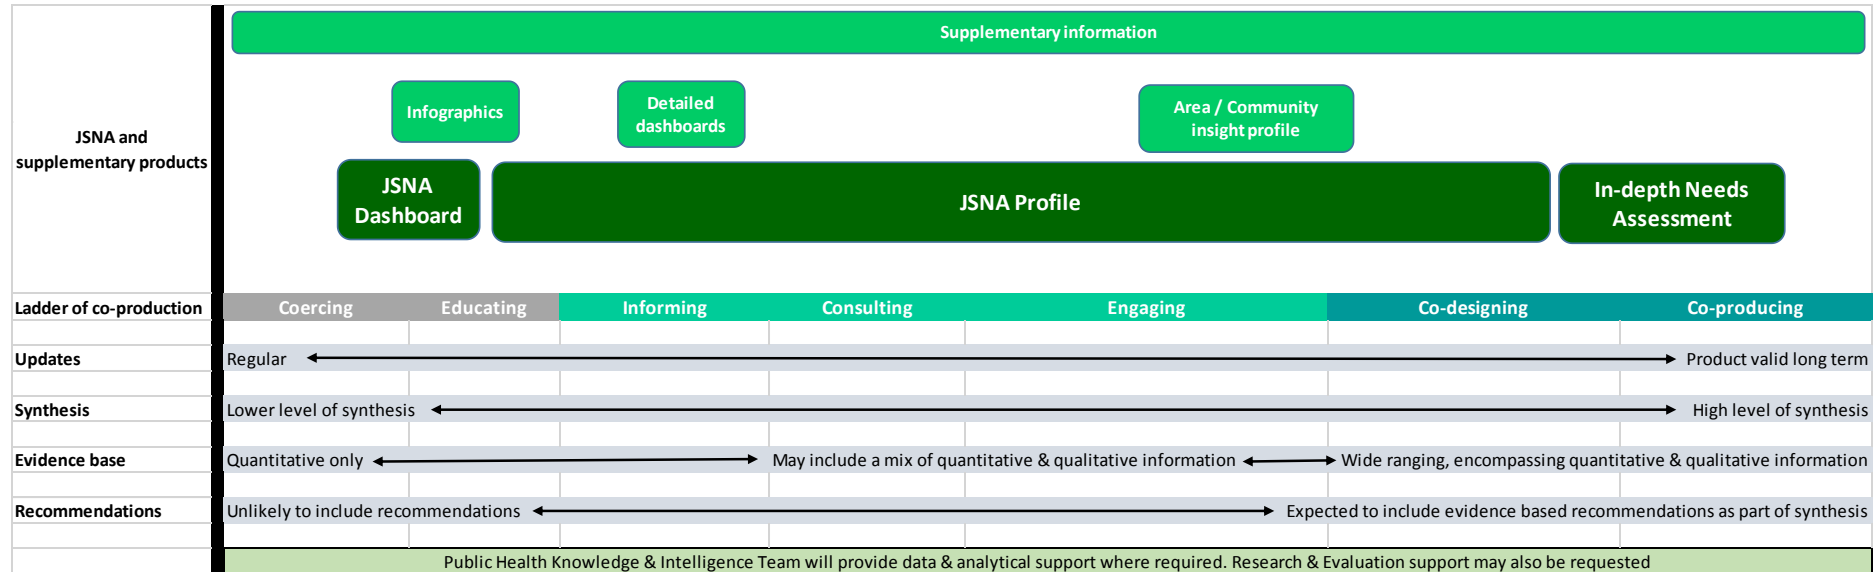 Supplementary information
Infographics
Detailed
dashboards
Area / Community
insight profile
JSNA and
supplementary products
JSNA
Dashboard
JSNA Profile
In-depth Needs
Assessment
Ladder of co-production
Coercing
Educating
Informing
Consulting
Engaging
Co-designing
Co-producing
Updates
Regular
Product valid long term
Synthesis
Lower level of synthesis
High level of synthesis
Evidence base
Quantitative only
May include a mix of quantitative & qualitative information
Wide ranging, encompassing quantitative & qualitative information
Recommendations
Unlikely to include recommendations
Expected to include evidence based recommendations as part of synthesis
Public Health Knowledge & Intelligence Team will provide data & analytical support where required. Research & Evaluation support may also be requested